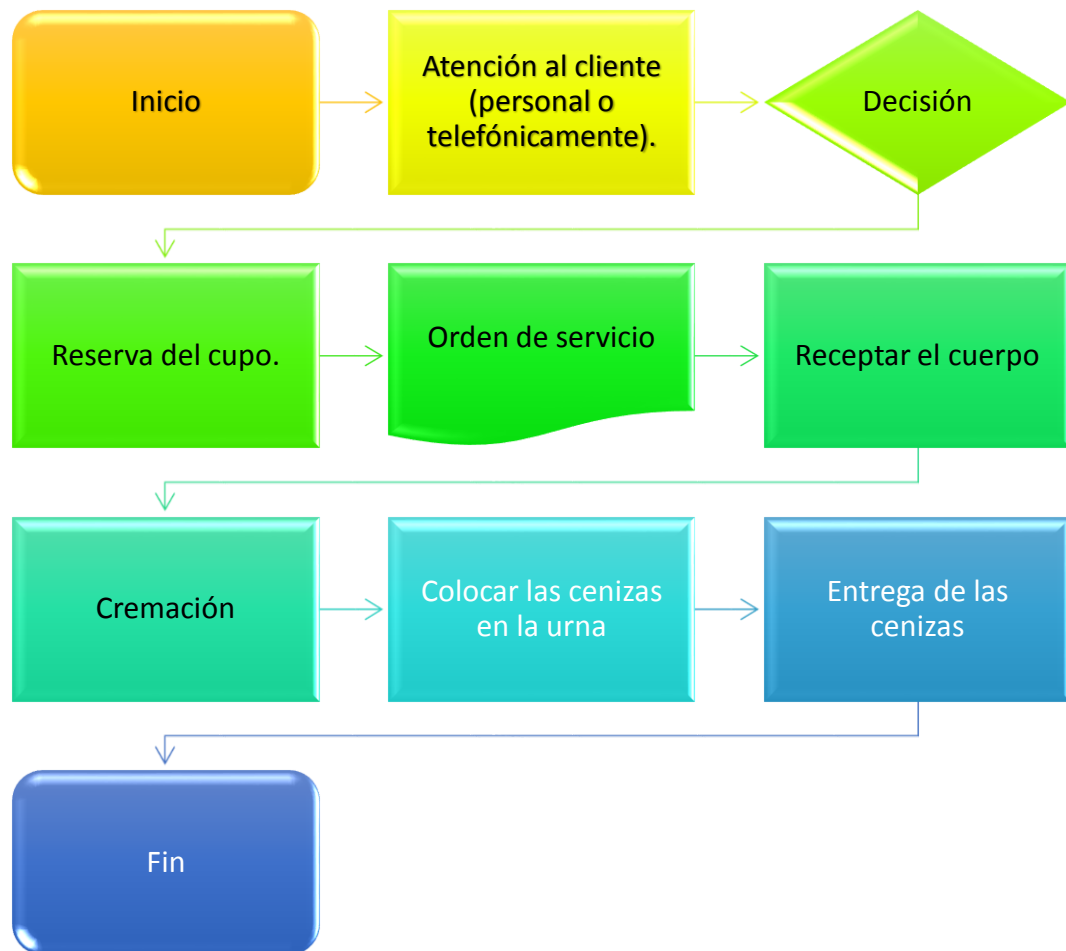 Inicio
Atención al cliente
(personal o
telefónicamente).
Decisión
Reserva del cupo.
Orden de servicio
Receptar el cuerpo
Cremación
Colocar las cenizas
en la urna
Entrega de las
cenizas
Fin